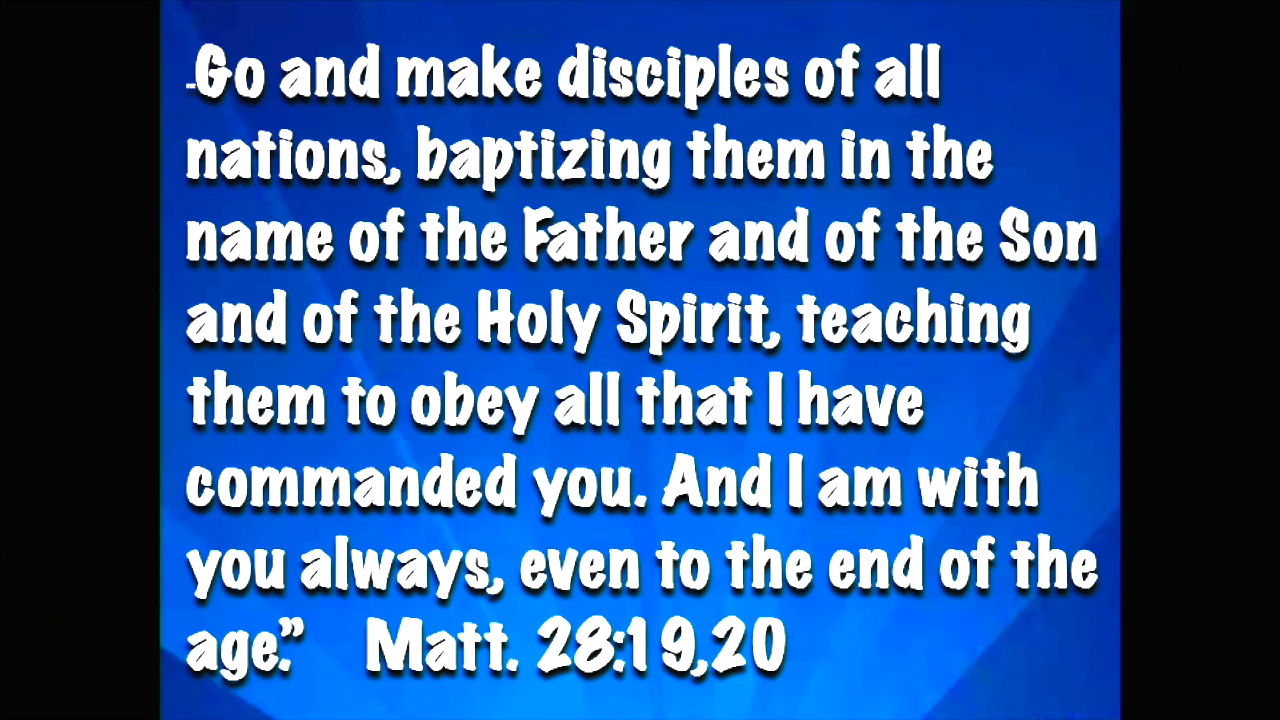 -Go and make disciples of all
nations, baptizing them in the
name of the Father and of the Son
and of the Holy Spirit, teaching
them to obey all that I have
commanded you. And I am with
you always, even to the end of the
age.” Matt. 28:19,20